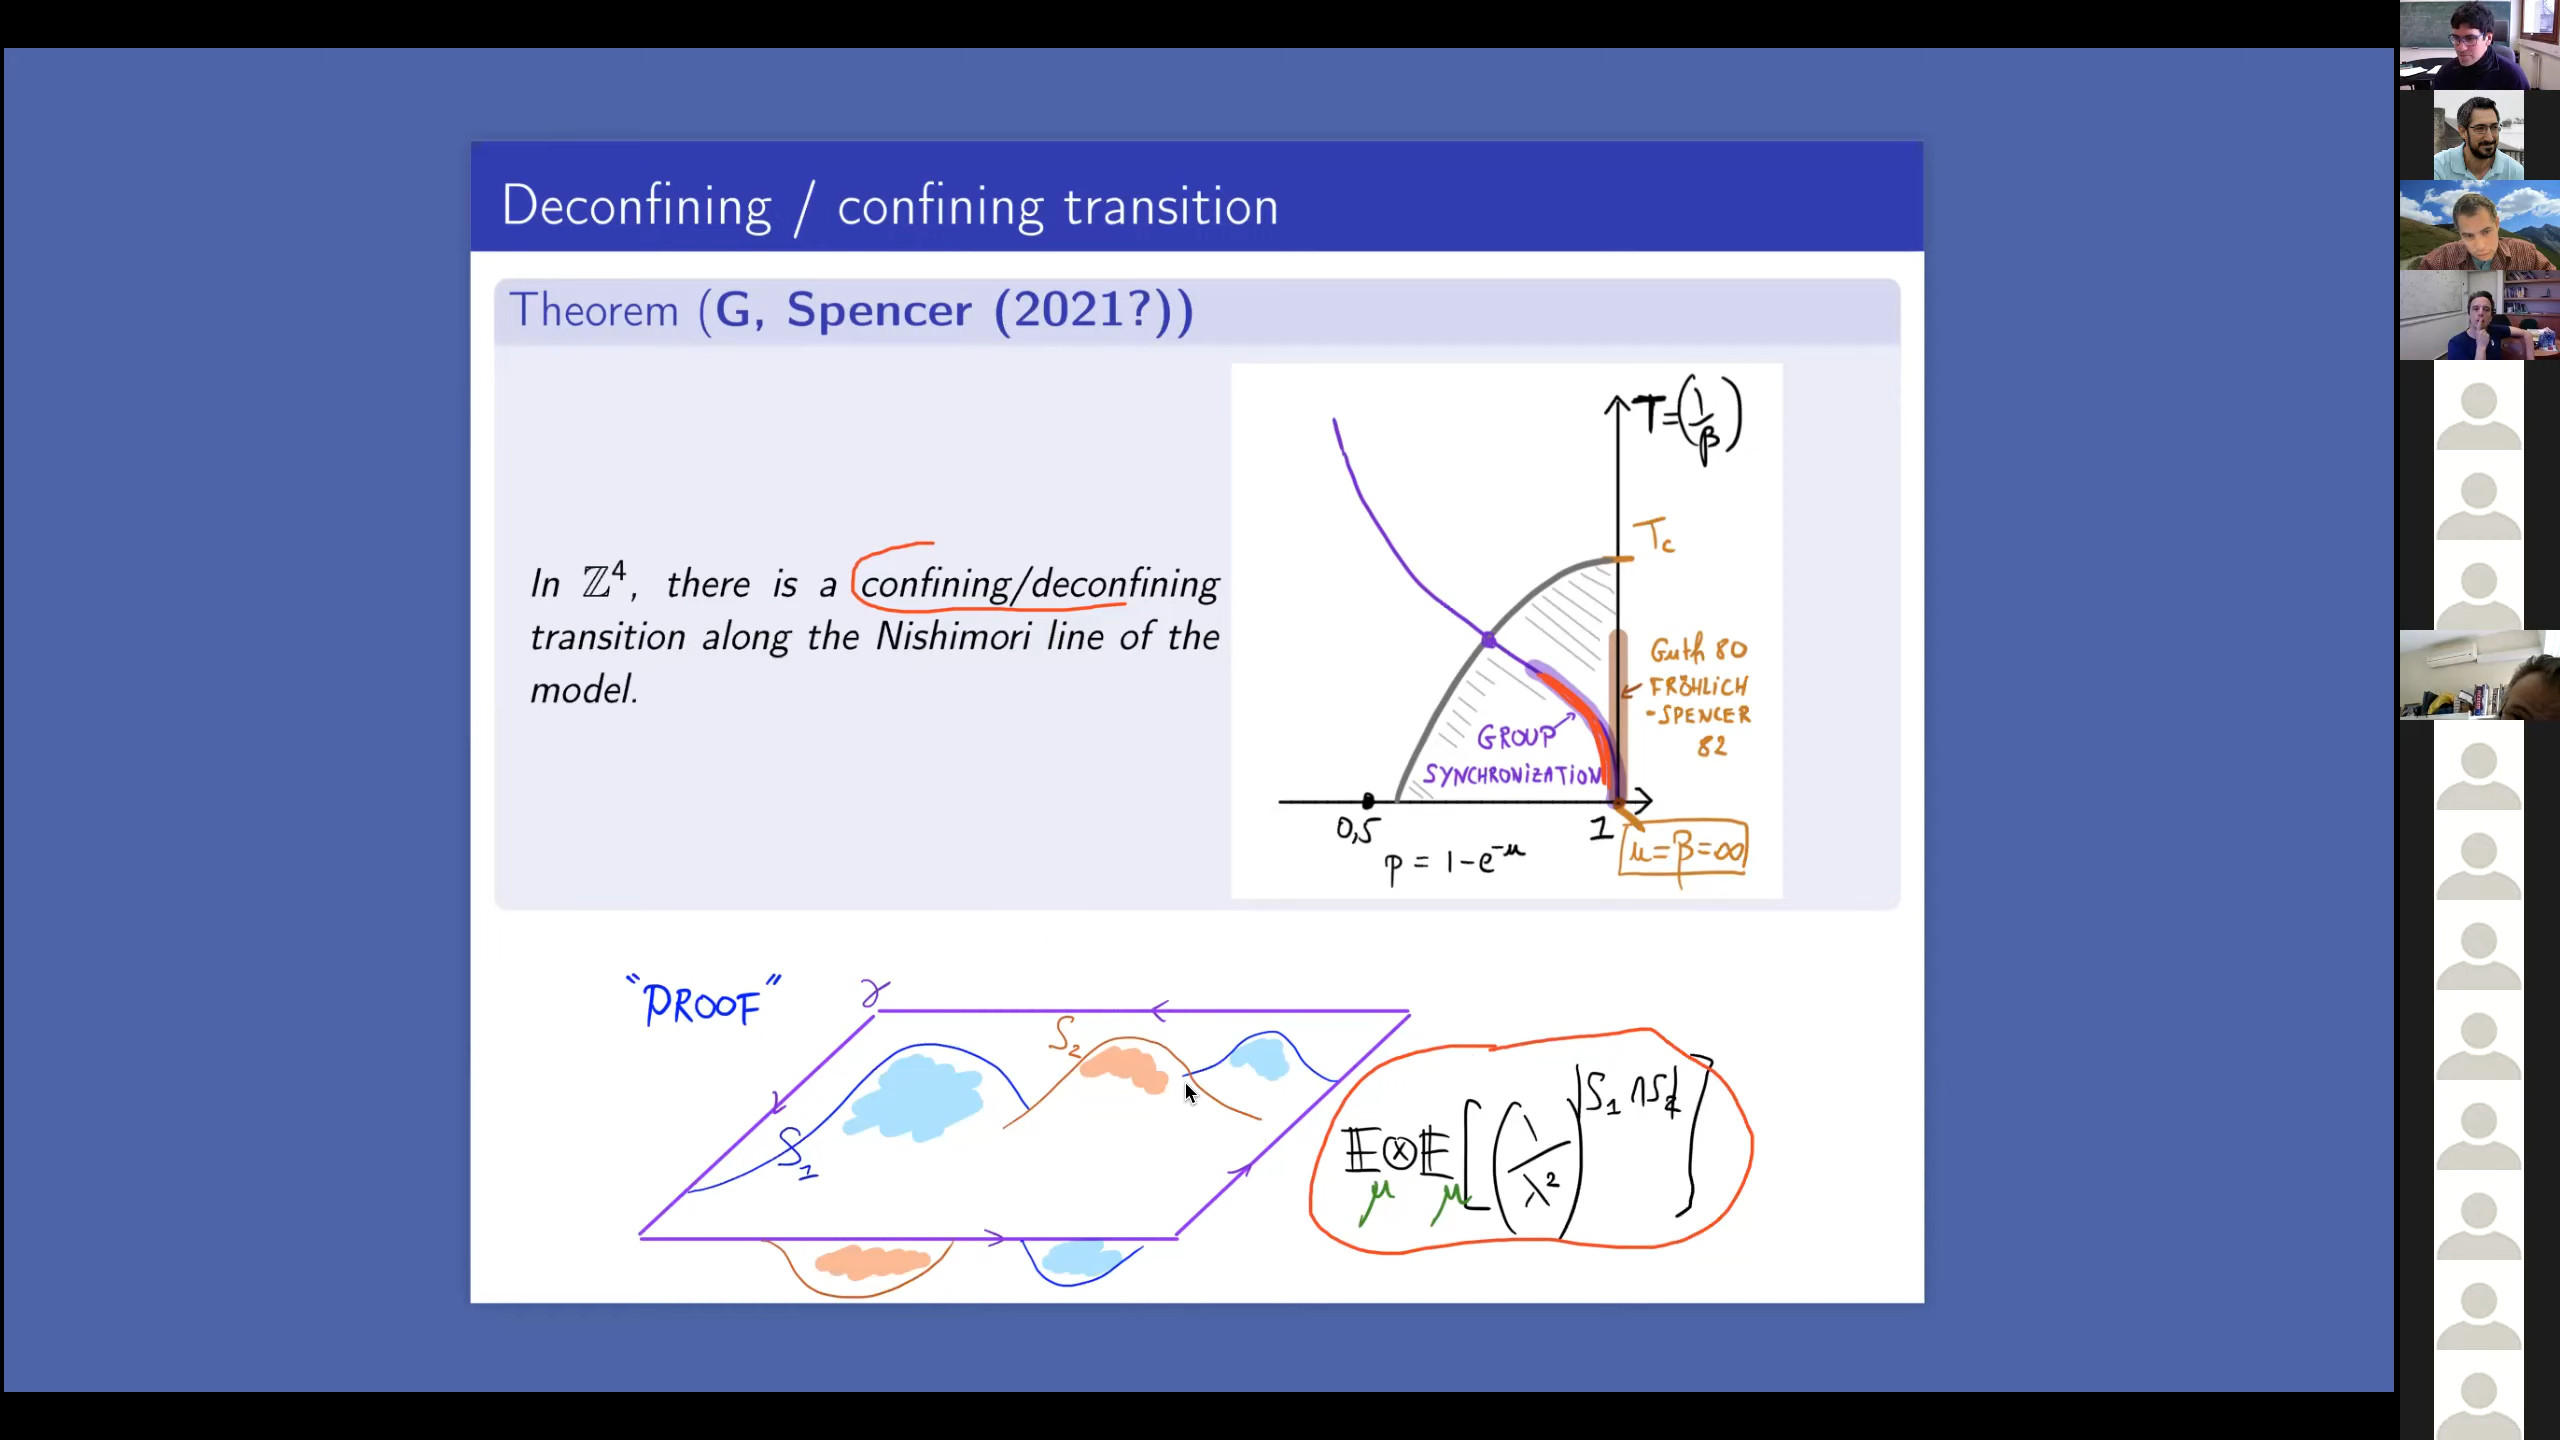 Deconfining / confining transition
Theorem (G, Spencer (2021?))
In ℤ⁴, there is a confining/deconfining
transition along the Nishimori line of the
model.
T=(1/β)
Tc
Guth 80
FRÖHLICH
-SPENCER
82
GROUP
SYNCHRONIZATION
0,5
1
μ=β=∞
p = 1-e^{-μ}
"PROOF"
γ
S₂
S₁
𝔼_μ⊗𝔼_μ[(1/λ²)^{|S₁∩S₂|}]